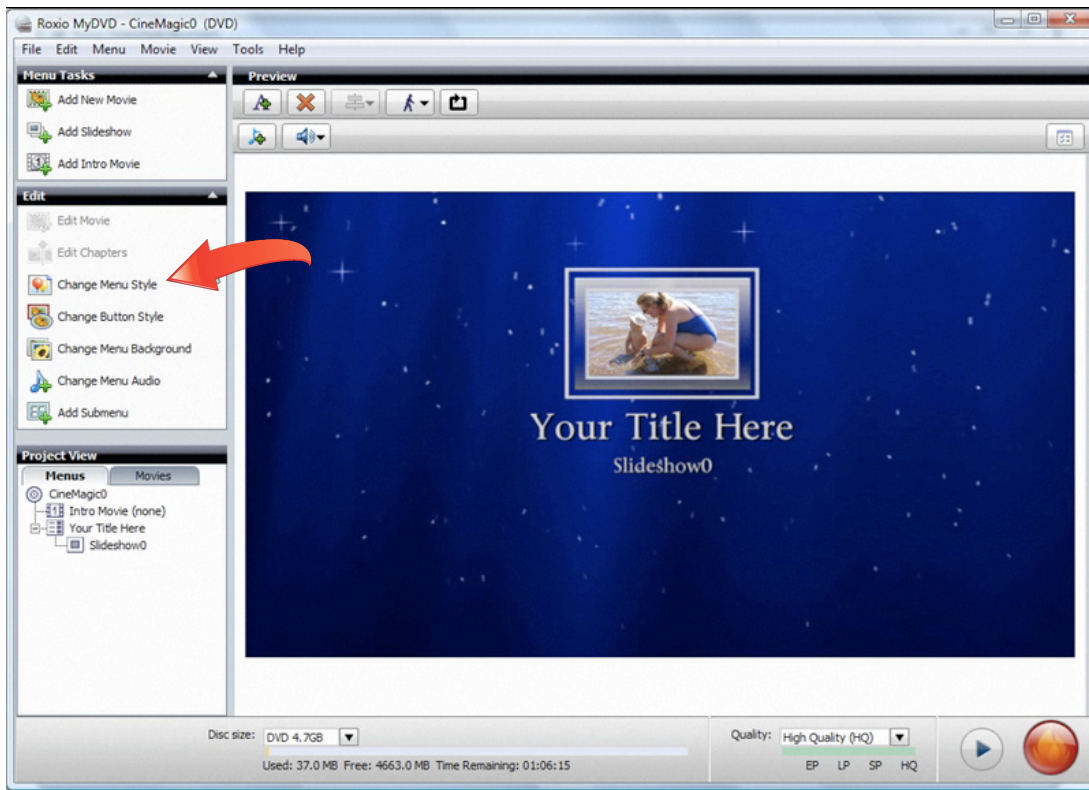 Roxio MyDVD - CineMagic0 (DVD)
File Edit Menu Movie View Tools Help
Menu Tasks
Add New Movie
Add Slideshow
Add Intro Movie
Edit
Edit Movie
Edit Chapters
Change Menu Style
Change Button Style
Change Menu Background
Change Menu Audio
Add Submenu
Project View
Menus Movies
CineMagic0
Intro Movie (none)
Your Title Here
Slideshow0
Preview
Your Title Here
Slideshow0
Disc size: DVD 4.7GB
Used: 37.0 MB Free: 4663.0 MB Time Remaining: 01:06:15
Quality: High Quality (HQ)
EP LP SP HQ